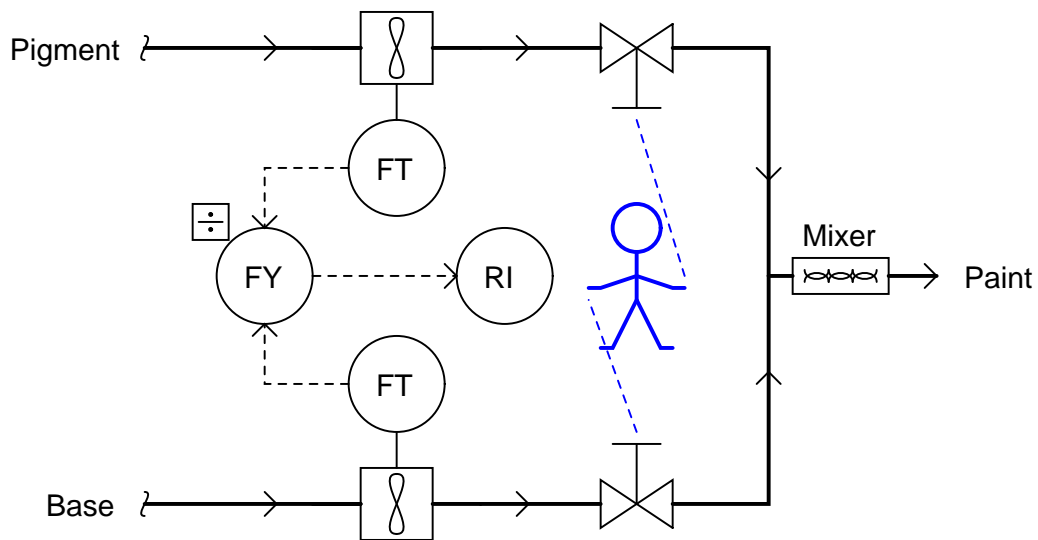 Pigment
FT
÷
FY
RI
Mixer
Paint
FT
Base